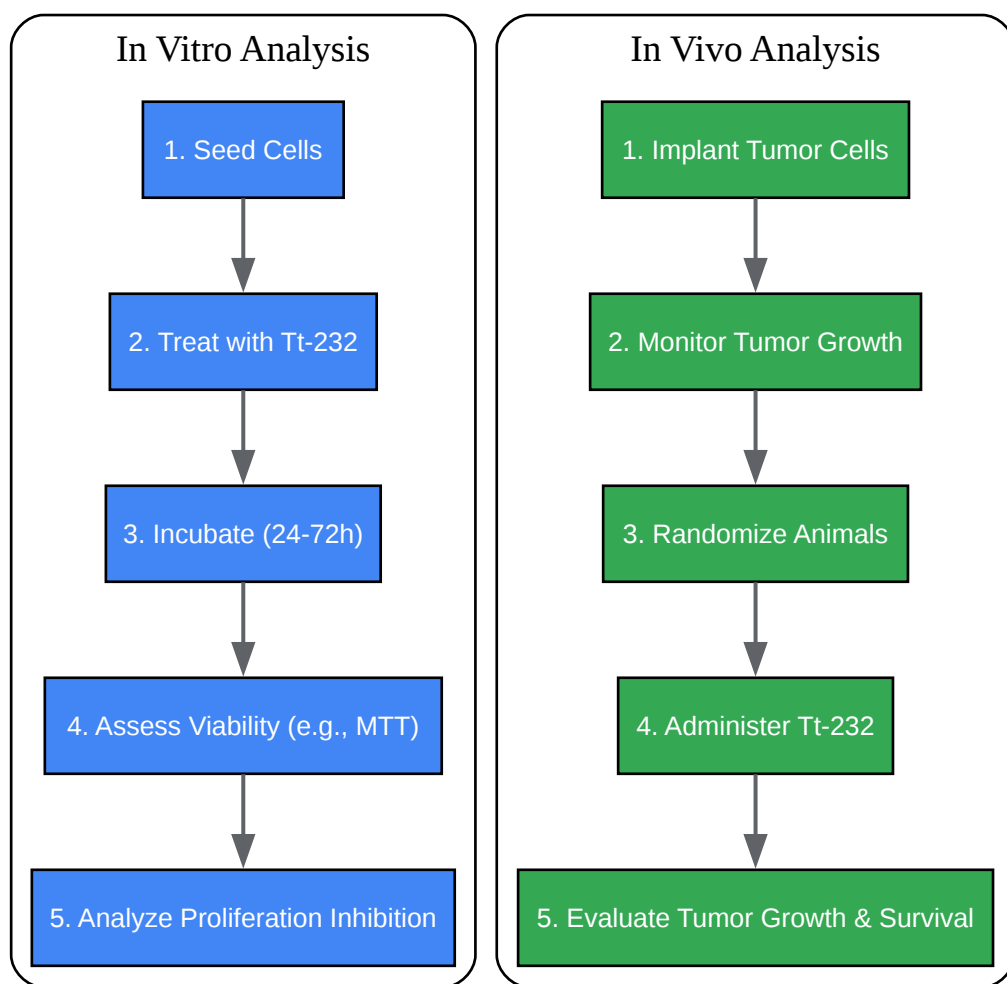 In Vitro Analysis
1. Seed Cells
2. Treat with Tt-232
3. Incubate (24-72h)
4. Assess Viability (e.g., MTT)
5. Analyze Proliferation Inhibition
In Vivo Analysis
1. Implant Tumor Cells
2. Monitor Tumor Growth
3. Randomize Animals
4. Administer Tt-232
5. Evaluate Tumor Growth & Survival